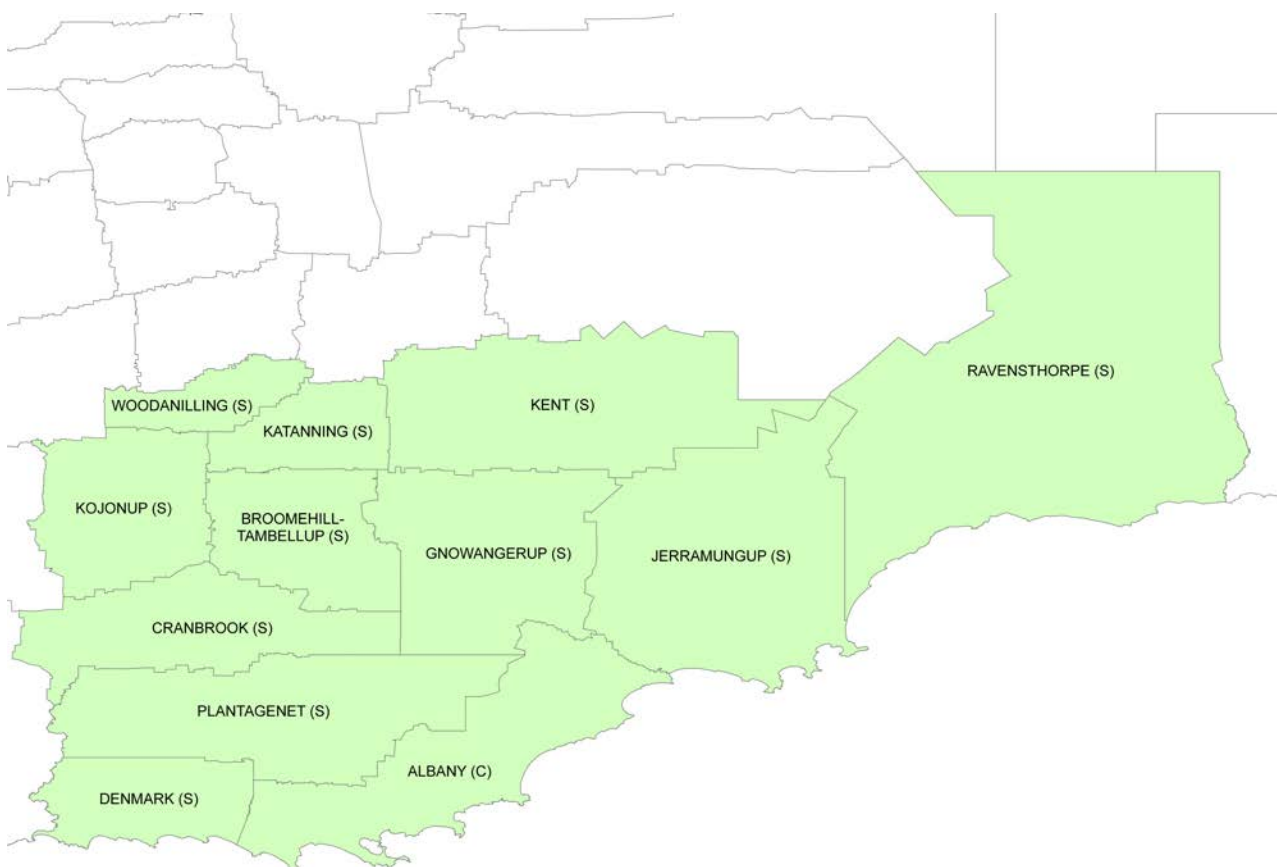 RAVENSTHORPE (S)
WOODANILLING (S)
KENT (S)
KATANNING (S)
KOJONUP (S)
BROOMEHILL-
TAMBELLUP (S)
GNOWANGERUP (S)
JERRAMUNGUP (S)
CRANBROOK (S)
PLANTAGENET (S)
ALBANY (C)
DENMARK (S)